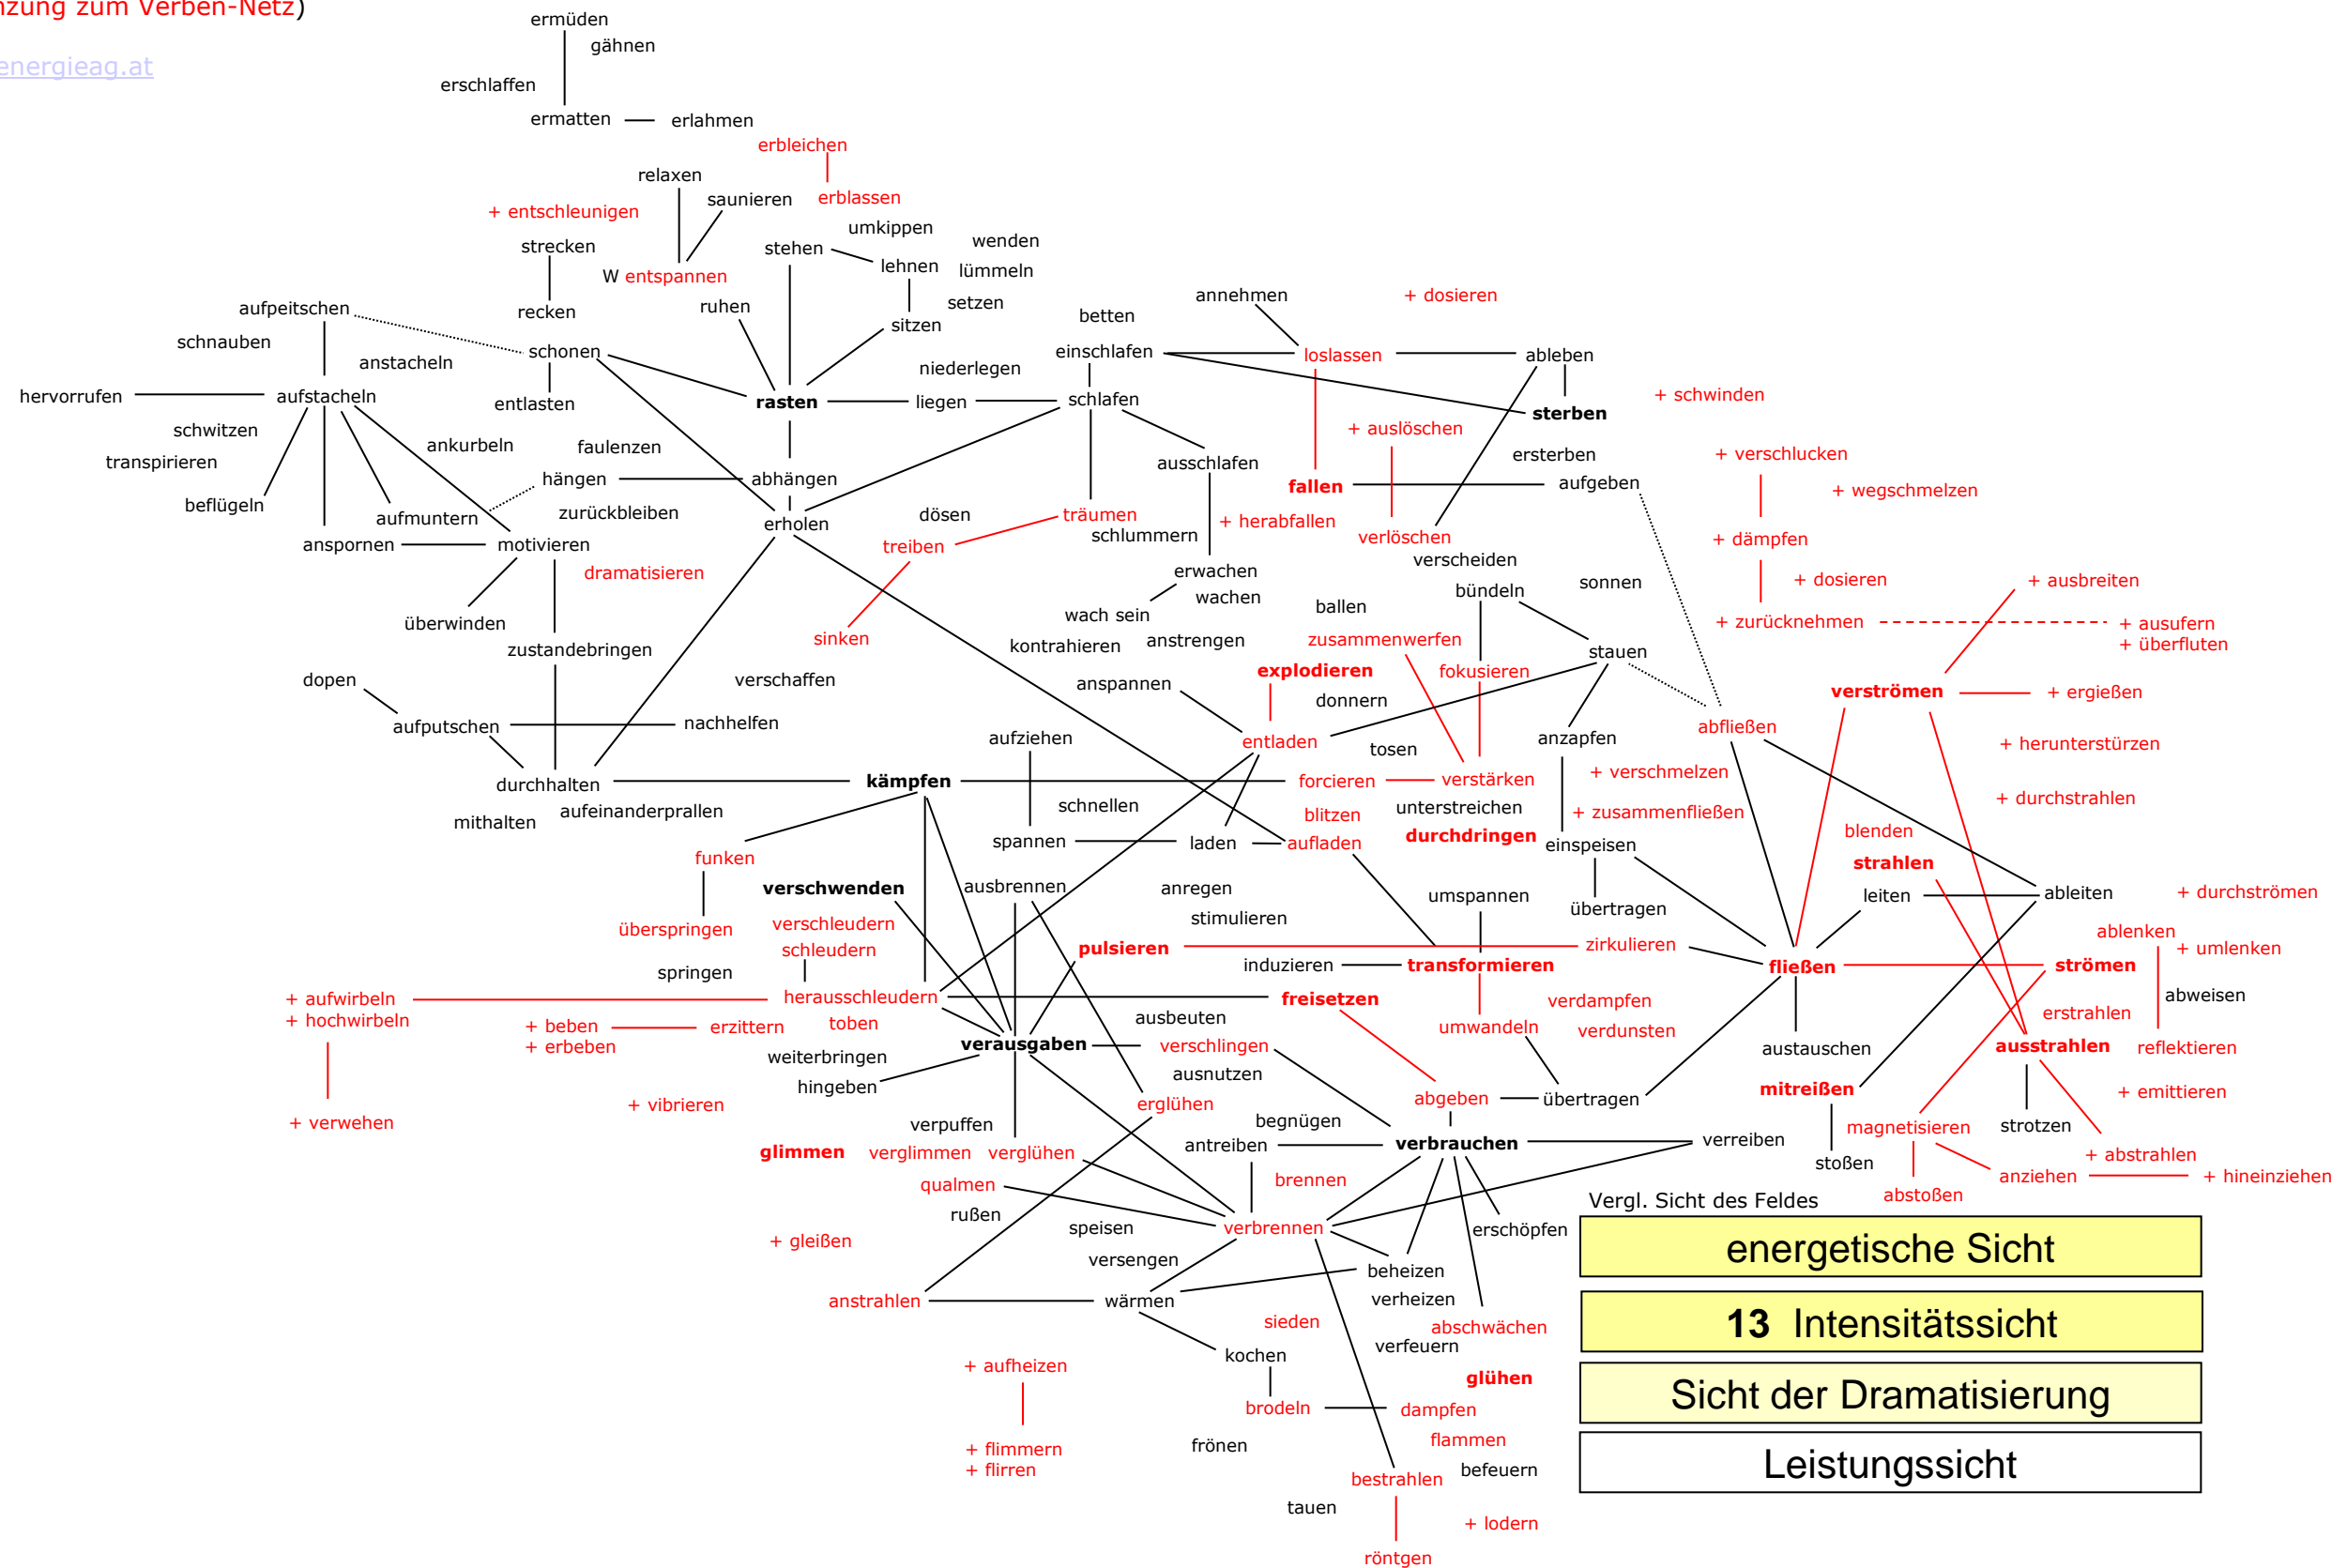 nzung zum Verben-Netz)
energieag.at
ermüden
gähnen
erschlaffen
ermatten
erlahmen
erbleichen
relaxen
saunieren
erblassen
+ entschleunigen
umkippen
strecken
stehen
wenden
lehnen
lümmeln
W entspannen
annehmen
+ dosieren
aufpeitschen
recken
ruhen
setzen
sitzen
betten
schnauben
anstacheln
schonen
einschlafen
loslassen
ableben
niederlegen
hervorrufen
aufstacheln
entlasten
rasten
liegen
schlafen
sterben
+ schwinden
schwitzen
ankurbeln
faulenzen
+ auslöschen
transpirieren
ausschlafen
ersterben
+ verschlucken
hängen
abhängen
fallen
aufgeben
+ wegschmelzen
beflügeln
aufmuntern
zurückbleiben
erholen
dösen
träumen
+ herabfallen
schlummern
verlöschen
+ dämpfen
anspornen
motivieren
treiben
verscheiden
dramatisieren
erwachen
wachen
bündeln
sonnen
+ dosieren
+ ausbreiten
überwinden
wach sein
ballen
+ zurücknehmen
+ ausufern
+ überfluten
sinken
kontrahieren
anstrengen
zusammenwerfen
zustandebringen
stauen
dopen
verschaffen
anspannen
explodieren
fokusieren
donnern
verströmen
+ ergießen
aufputschen
nachhelfen
aufziehen
entladen
tosen
anzapfen
abfließen
+ herunterstürzen
durchhalten
kämpfen
forcieren
verstärken
+ verschmelzen
mithalten
aufeinanderprallen
schnellen
blitzen
unterstreichen
+ zusammenfließen
+ durchstrahlen
funken
spannen
laden
aufladen
durchdringen
einspeisen
blenden
strahlen
verschwenden
ausbrennen
anregen
umspannen
leiten
ableiten
+ durchströmen
überspringen
verschleudern
schleudern
stimulieren
übertragen
ablenken
+ umlenken
springen
pulsieren
zirkulieren
induzieren
transformieren
fließen
strömen
+ aufwirbeln
+ hochwirbeln
herausschleudern
freisetzen
verdampfen
abweisen
+ beben
+ erbeben
erzittern
toben
ausbeuten
umwandeln
verdunsten
erstrahlen
weiterbringen
verausgaben
verschlingen
austauschen
ausstrahlen
reflektieren
hingeben
ausnutzen
mitreißen
+ emittieren
+ vibrieren
+ verwehen
erglühen
abgeben
übertragen
verpuffen
begnügen
magnetisieren
strotzen
glimmen
verglimmen
verglühen
antreiben
verbrauchen
verreiben
stoßen
+ abstrahlen
qualmen
brennen
abstoßen
anziehen
+ hineinziehen
rußen
speisen
verbrennen
erschöpfen
Vergl. Sicht des Feldes
+ gleißen
versengen
beheizen
energetische Sicht
anstrahlen
wärmen
verheizen
13 Intensitätssicht
sieden
abschwächen
verfeuern
kochen
+ aufheizen
glühen
Sicht der Dramatisierung
brodeln
dampfen
+ flimmern
+ flirren
frönen
flammen
bestrahlen
befeuern
Leistungssicht
tauen
+ lodern
röntgen